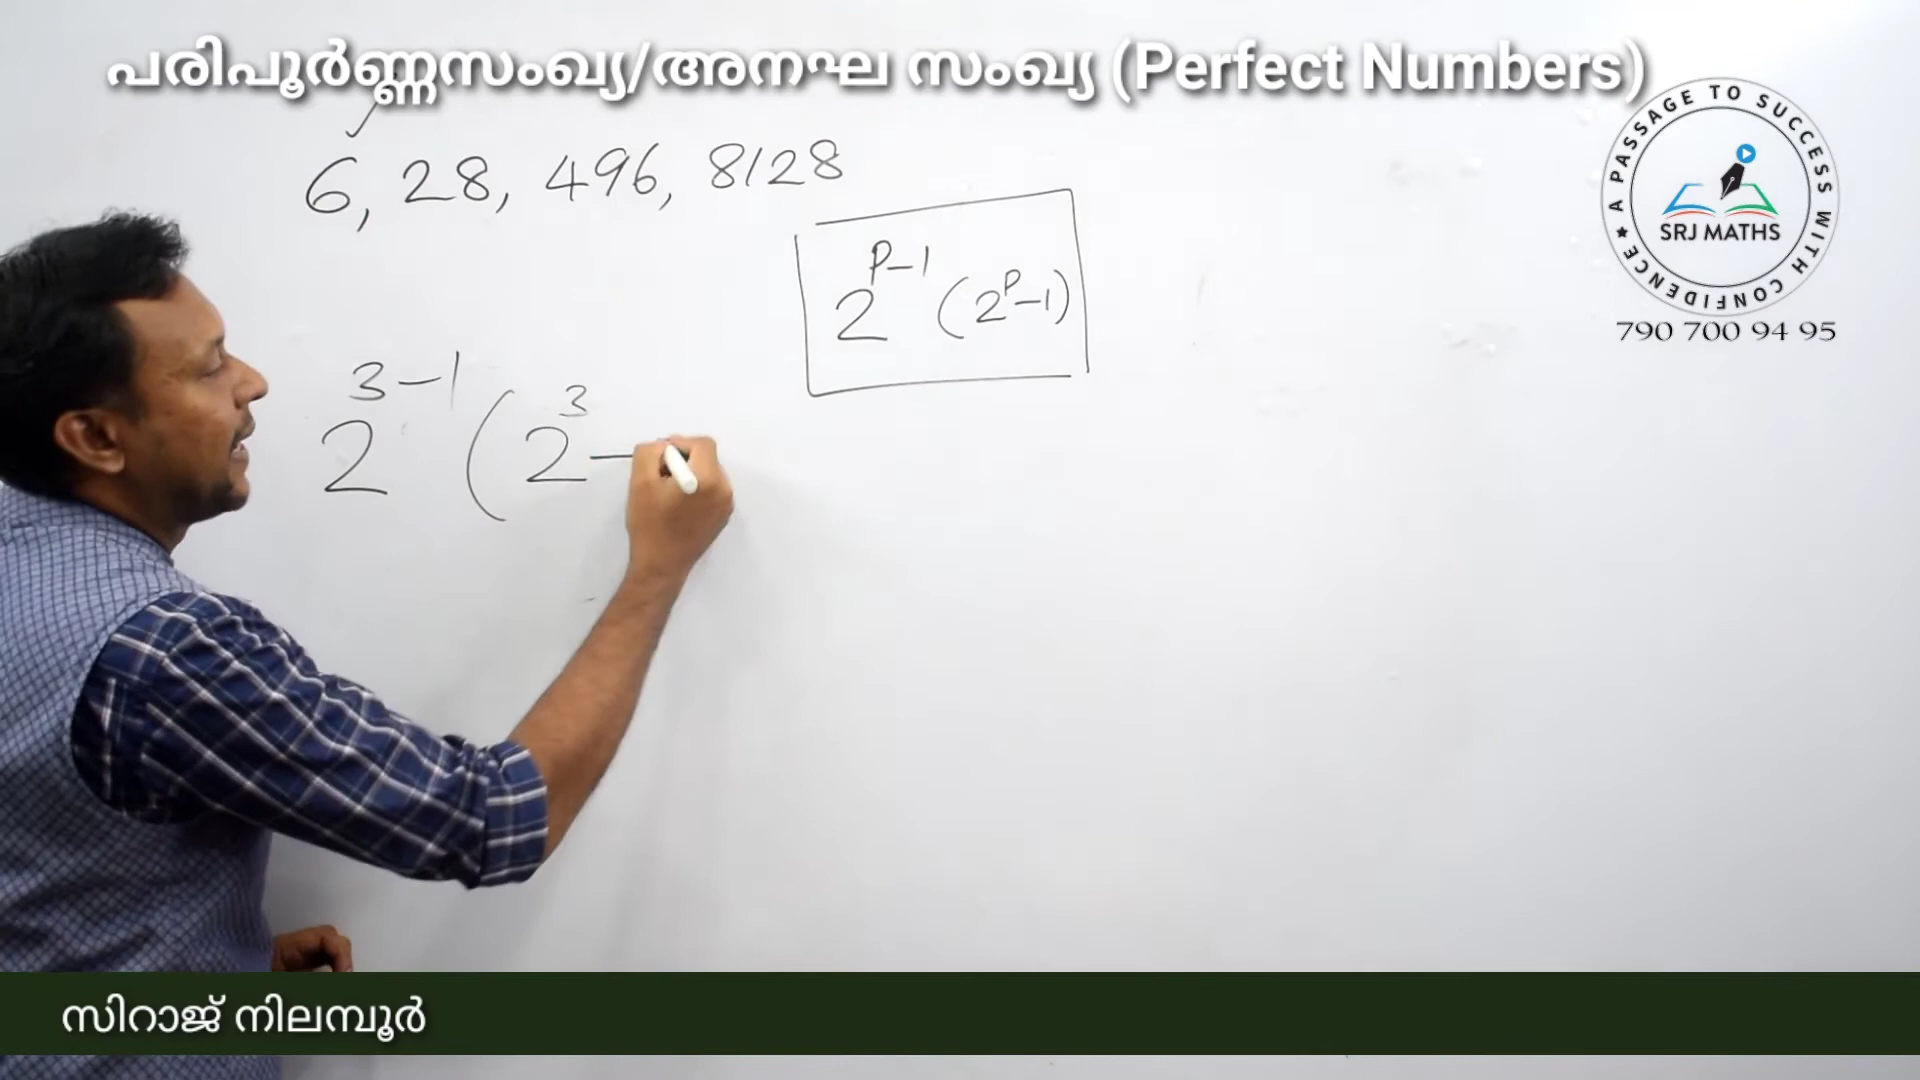 പരിപൂർണ്ണസംഖ്യ/അനഘ സംഖ്യ (Perfect Numbers)
6, 28, 496, 8128
2^{P-1} (2^P-1)
2^{3-1} (2^3-
A PASSAGE TO SUCCESS WITH CONFIDENCE
SRJ MATHS
790 700 94 95
സിറാജ് നിലമ്പൂർ